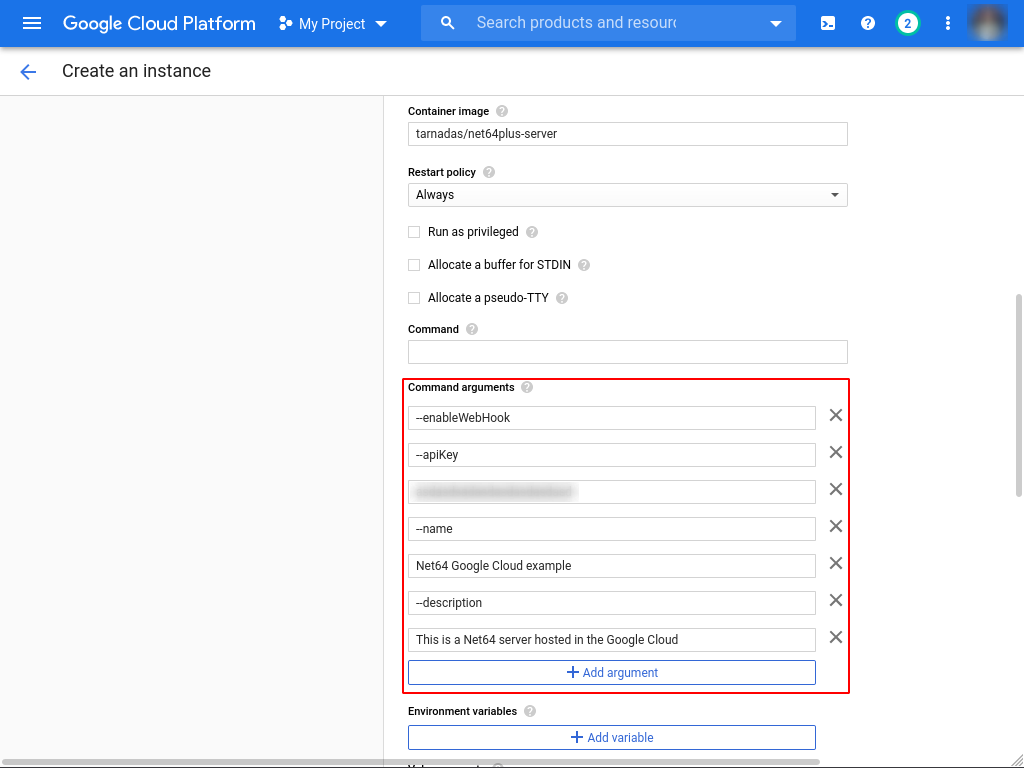 Google Cloud Platform My Project Search products and resourc 2
Create an instance
Container image
tarnadas/net64plus-server
Restart policy
Always
Run as privileged
Allocate a buffer for STDIN
Allocate a pseudo-TTY
Command
Command arguments
--enableWebHook
--apiKey
--name
Net64 Google Cloud example
--description
This is a Net64 server hosted in the Google Cloud
Add argument
Environment variables
Add variable